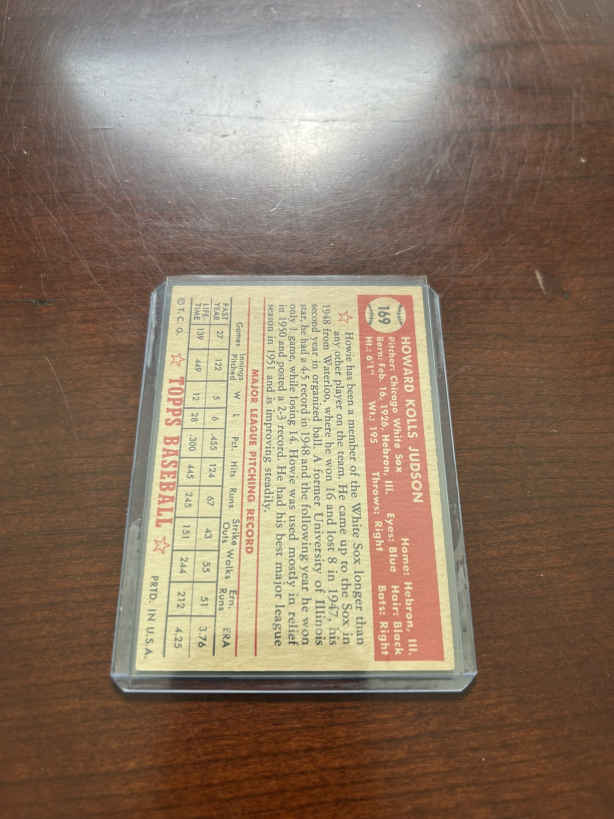 169
HOWARD KOLLS JUDSON
Pitcher: Chicago White Sox Home: Hebron, Ill.
Born: Feb. 16, 1926, Hebron, Ill. Eyes: Blue Hair: Black
Ht.: 6'1" Wt.: 195 Throws: Right Bats: Right
Howie has been a member of the White Sox longer than
any other player on the team. He came up to the Sox in
1948 from Waterloo, where he won 16 and lost 8 in 1947, his
second year in organized ball. A former University of Illinois
star, he had a 4-5 record in 1948 and the following year he won
only 1 game, while losing 14. Howie was used mostly in relief
in 1950 and posted a 2-3 record. He had his best major league
season in 1951 and is improving steadily.
MAJOR LEAGUE PITCHING RECORD
Games Innings Pitched W L Pct. Hits Runs Strike Outs Walks Ern. Runs ERA
PAST YEAR 27 122 5 6 .455 124 67 43 55 51 3.76
LIFE-TIME 139 449 12 28 .300 445 245 151 244 212 4.25
© T. C. G. TOPPS BASEBALL PRTD. IN U.S.A.